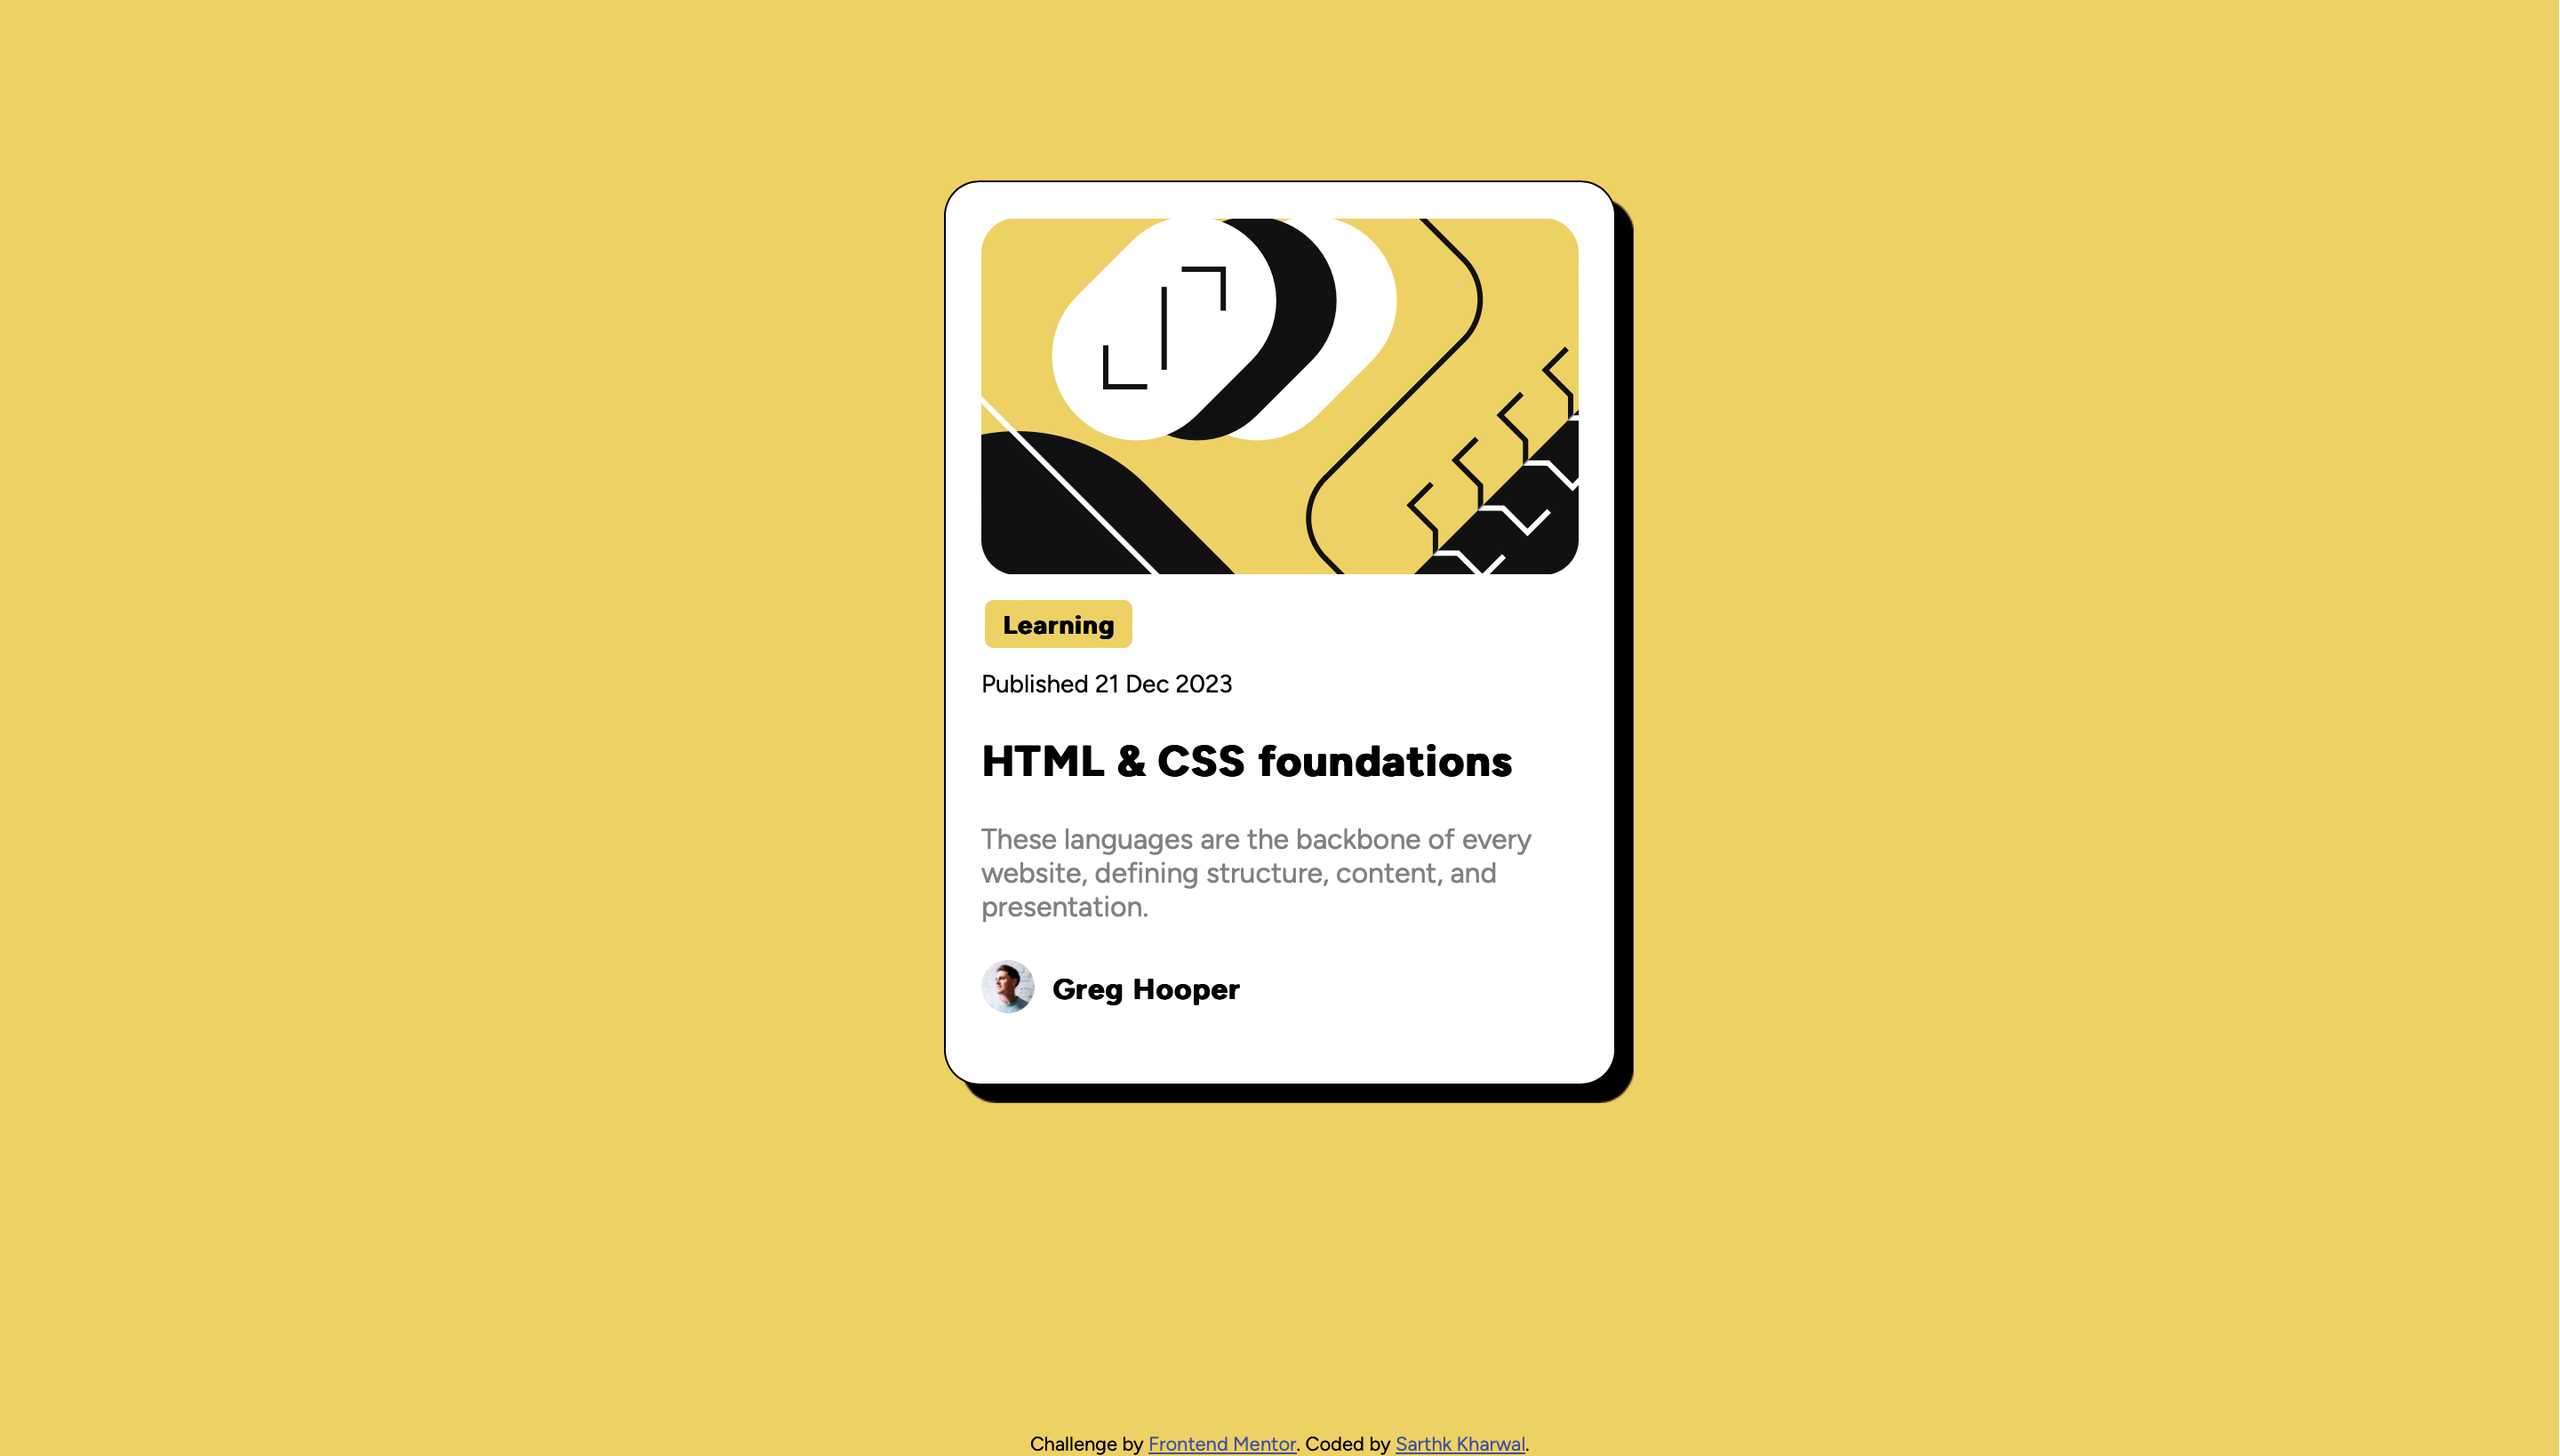 Learning
Published 21 Dec 2023
HTML & CSS foundations
These languages are the backbone of every
website, defining structure, content, and
presentation.
Greg Hooper
Challenge by Frontend Mentor. Coded by Sarthk Kharwal.